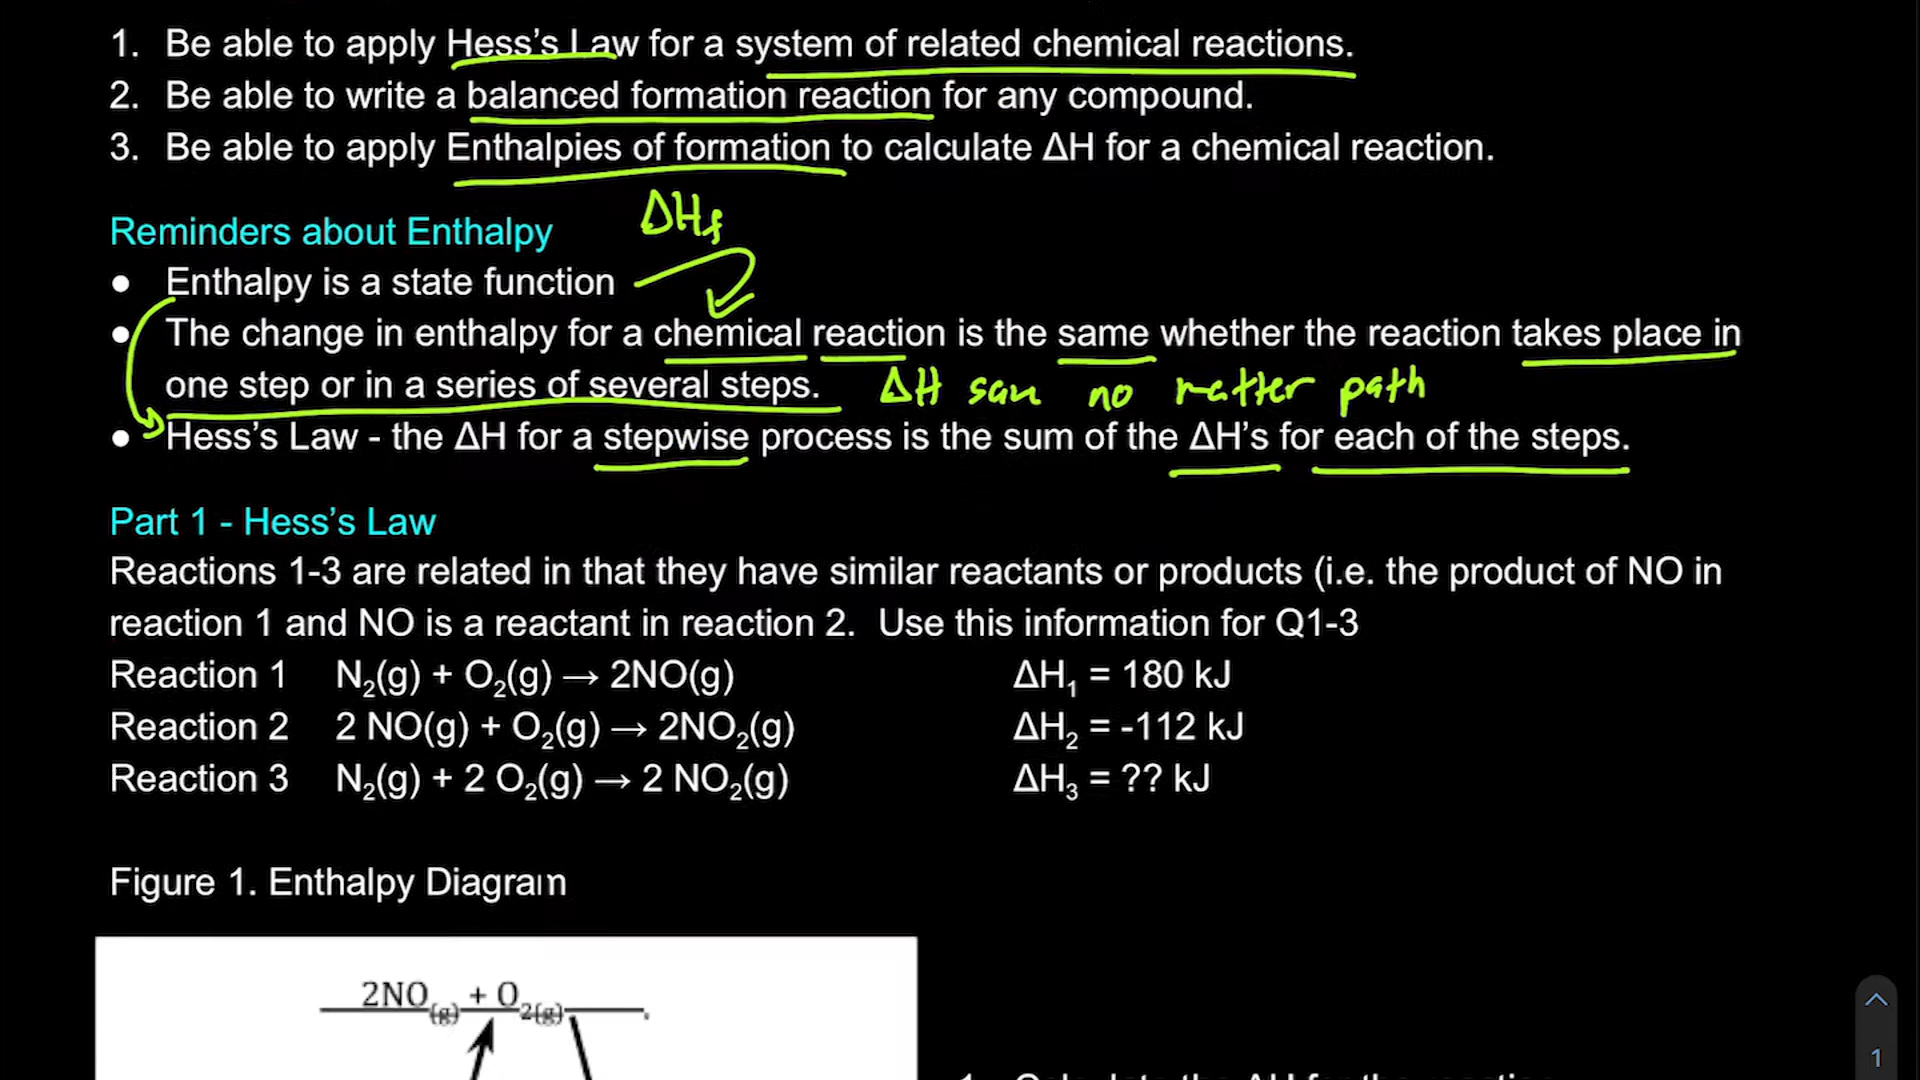 1. Be able to apply Hess's Law for a system of related chemical reactions.
2. Be able to write a balanced formation reaction for any compound.
3. Be able to apply Enthalpies of formation to calculate ΔH for a chemical reaction.
ΔHf
Reminders about Enthalpy
● Enthalpy is a state function
● The change in enthalpy for a chemical reaction is the same whether the reaction takes place in
one step or in a series of several steps. ΔH no matter path
● Hess's Law - the ΔH for a stepwise process is the sum of the ΔH's for each of the steps.
Part 1 - Hess's Law
Reactions 1-3 are related in that they have similar reactants or products (i.e. the product of NO in
reaction 1 and NO is a reactant in reaction 2. Use this information for Q1-3
Reaction 1 N₂(g) + O₂(g) → 2NO(g) ΔH₁ = 180 kJ
Reaction 2 2 NO(g) + O₂(g) → 2NO₂(g) ΔH₂ = -112 kJ
Reaction 3 N₂(g) + 2 O₂(g) → 2 NO₂(g) ΔH₃ = ?? kJ
Figure 1. Enthalpy Diagram
2NO(g) + O2(g)
1